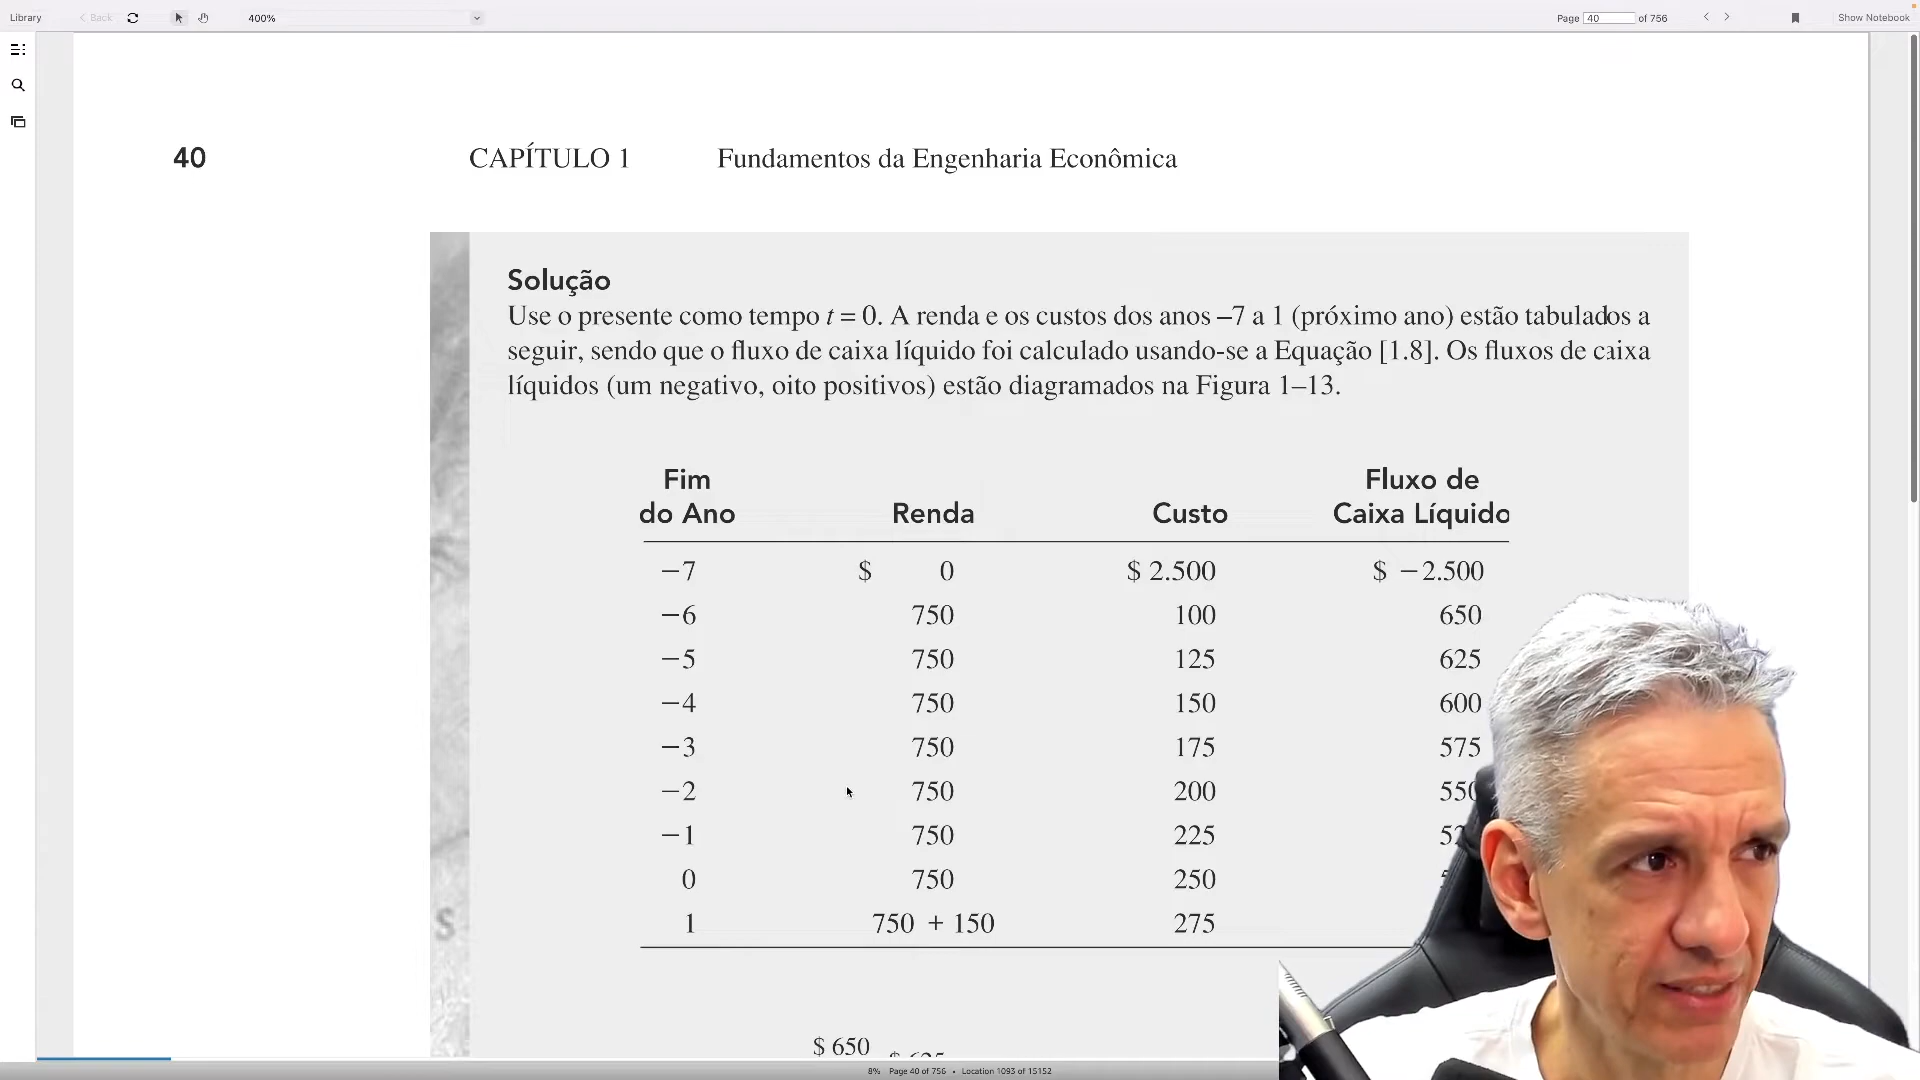 Library Back 400% Page 40 of 756 Show Notebook
40 CAPÍTULO 1 Fundamentos da Engenharia Econômica
Solução
Use o presente como tempo t = 0. A renda e os custos dos anos –7 a 1 (próximo ano) estão tabulados a
seguir, sendo que o fluxo de caixa líquido foi calculado usando-se a Equação [1.8]. Os fluxos de caixa
líquidos (um negativo, oito positivos) estão diagramados na Figura 1–13.
Fim Fluxo de
do Ano Renda Custo Caixa Líquido
−7 $ 0 $ 2.500 $ −2.500
−6 750 100 650
−5 750 125 625
−4 750 150 600
−3 750 175 575
−2 750 200 550
−1 750 225
0 750 250
1 750 + 150 275
$ 650
8% Page 40 of 756 • Location 1093 of 15152